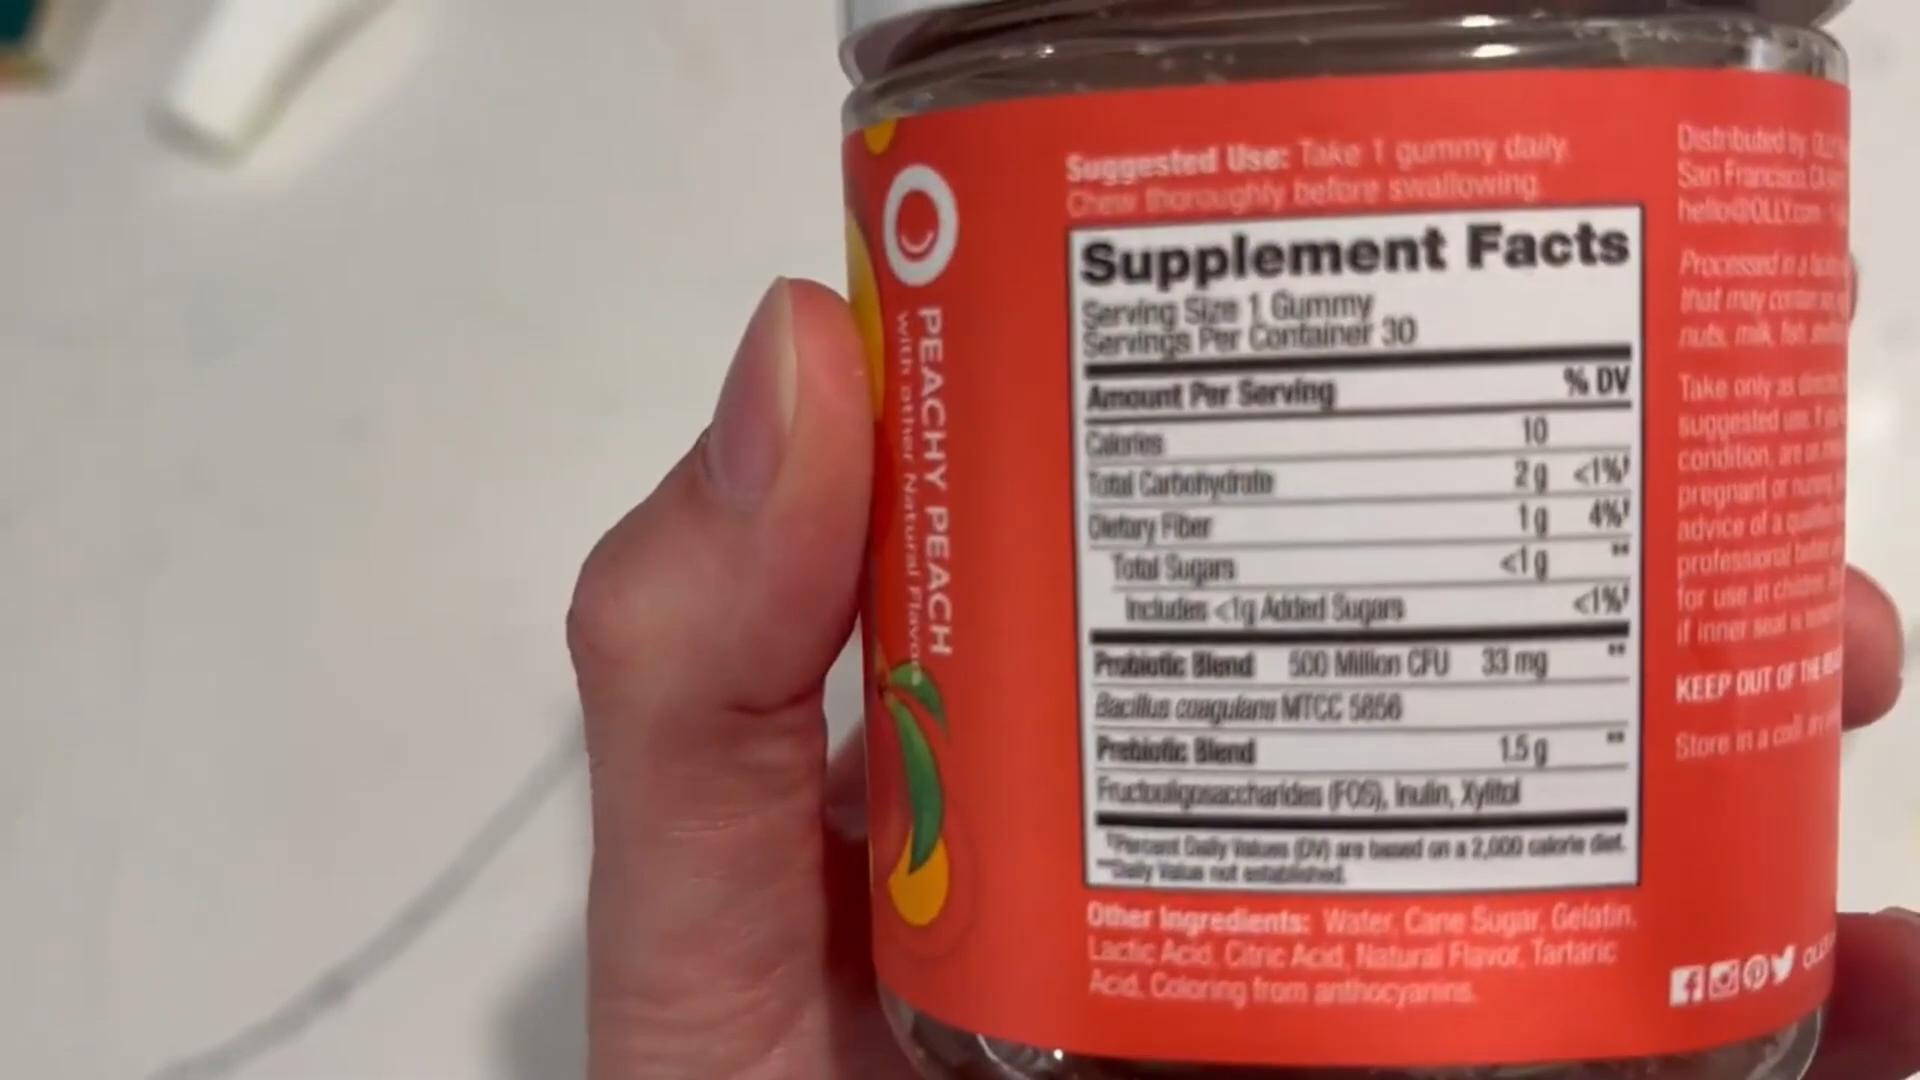 PEACHY PEACH
with other Natural Flavors
Suggested Use: Take 1 gummy daily.
Chew thoroughly before swallowing.
Supplement Facts
Serving Size 1 Gummy
Servings Per Container 30
Amount Per Serving % DV
Calories 10
Total Carbohydrate 2 g <1%†
Dietary Fiber 1 g 4%†
Total Sugars <1 g **
Includes <1g Added Sugars <1%†
Probiotic Blend 500 Million CFU 33 mg **
Bacillus coagulans MTCC 5856
Prebiotic Blend 1.5 g **
Fructooligosaccharides (FOS), Inulin, Xylitol
†Percent Daily Values (DV) are based on a 2,000 calorie diet.
**Daily Value not established.
Other Ingredients: Water, Cane Sugar, Gelatin,
Lactic Acid, Citric Acid, Natural Flavor, Tartaric
Acid, Coloring from anthocyanins.
Distributed by: OLLY
San Francisco, CA
hello@OLLY.com
Processed in a
that may contain
nuts, milk, fish,
Take only as
suggested use. If
condition, are on
pregnant or nursing,
advice of a qualified
professional before
for use in children.
if inner seal is
KEEP OUT OF THE
Store in a cool,